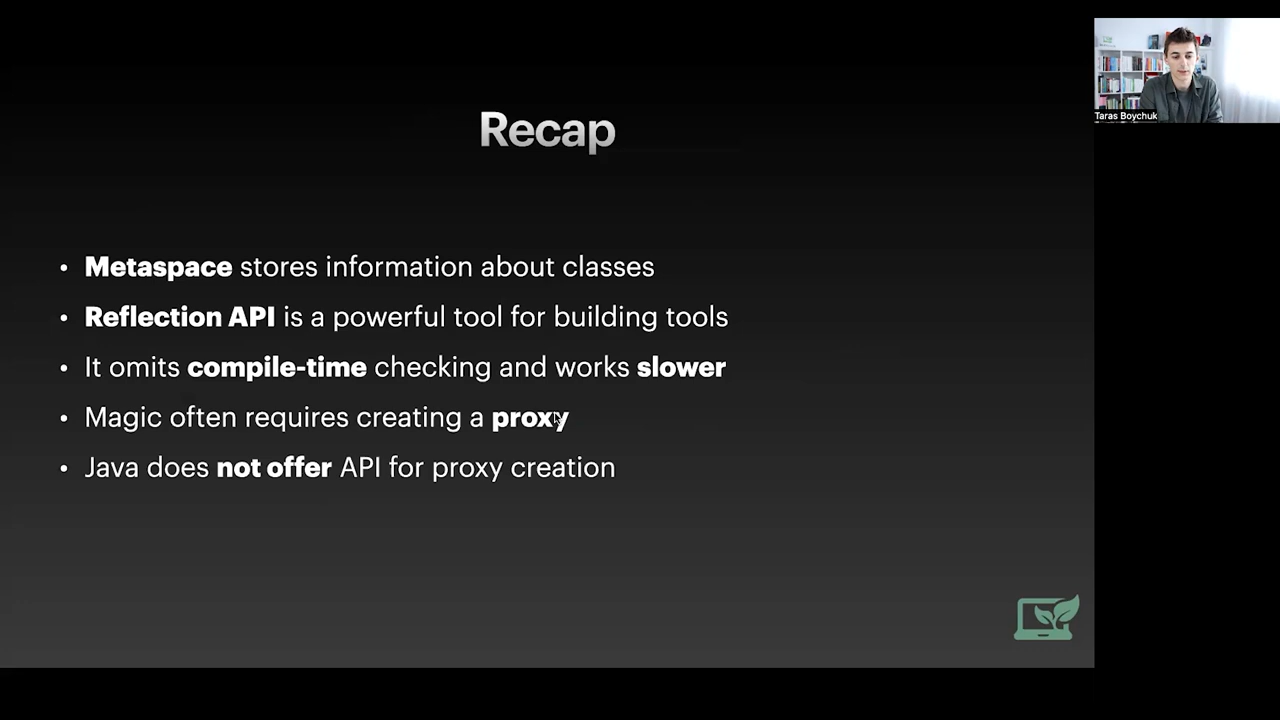 Recap
• Metaspace stores information about classes
• Reflection API is a powerful tool for building tools
• It omits compile-time checking and works slower
• Magic often requires creating a proxy
• Java does not offer API for proxy creation
Taras Boychuk